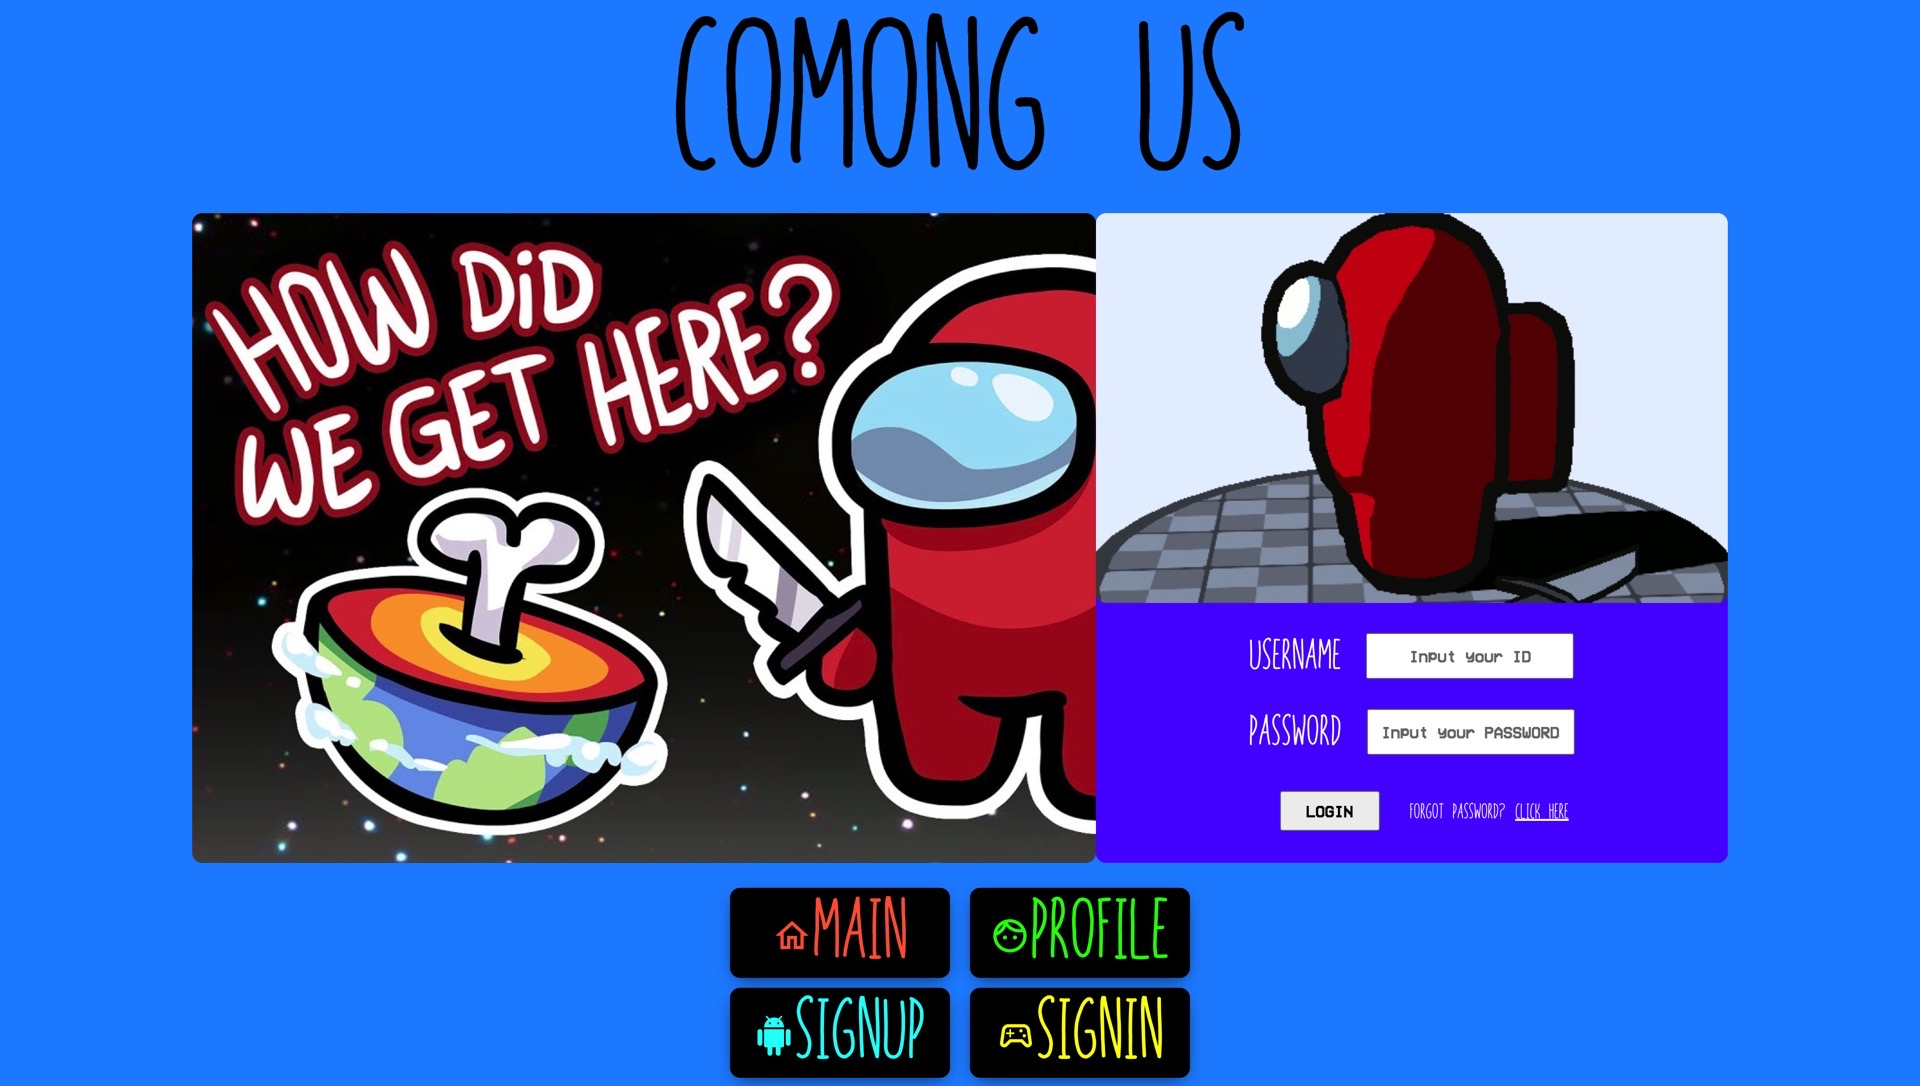 COMONG US
HOW DiD
WE GET HERE?
USERNAME Input your ID
PASSWORD Input your PASSWORD
LOGIN FORGOT PASSWORD? CLICK HERE
MAIN PROFILE
SIGNUP SIGNIN